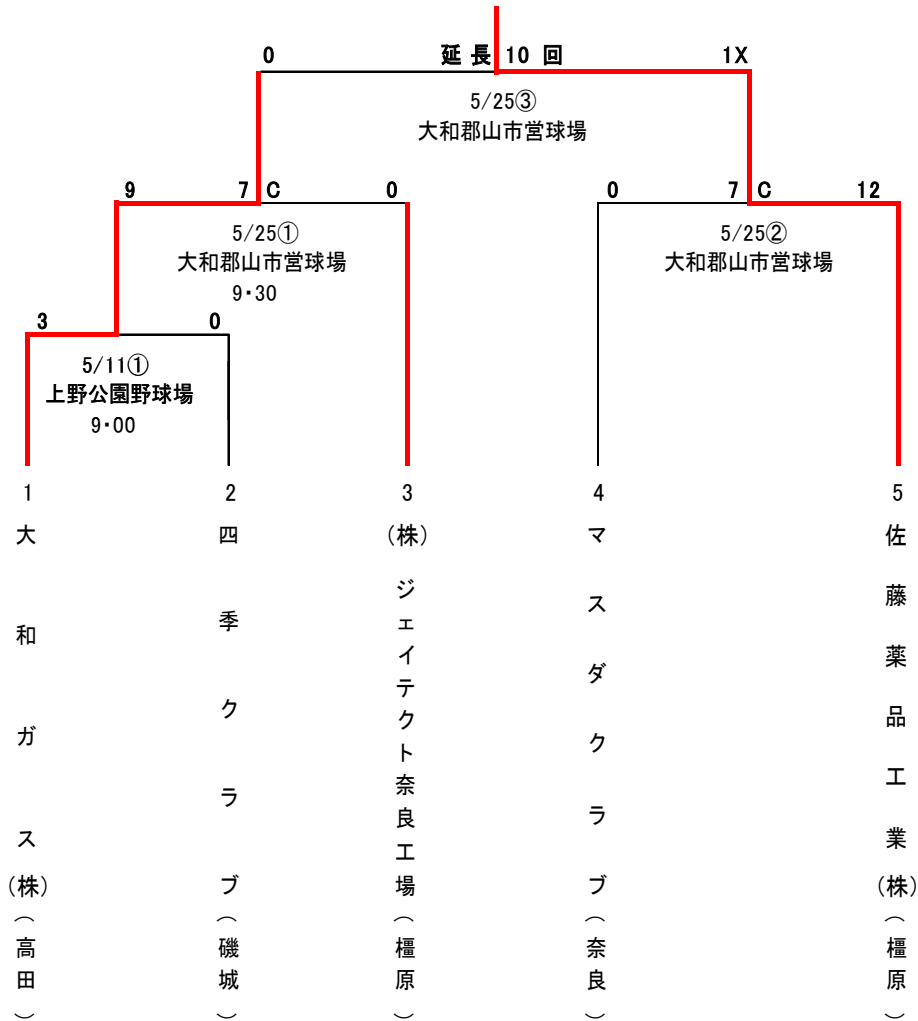 0 延長 10 回 1X
5/25③
大和郡山市営球場
9 7 C 0
0 7 C 12
5/25①
大和郡山市営球場
9・30
5/25②
大和郡山市営球場
3 0
5/11①
上野公園野球場
9・00
1 2 3 4 5
大和ガス(株)(高田)
四季クラブ(磯城)
(株)ジェイテクト奈良工場(橿原)
マスダクラブ(奈良)
佐藤薬品工業(株)(橿原)